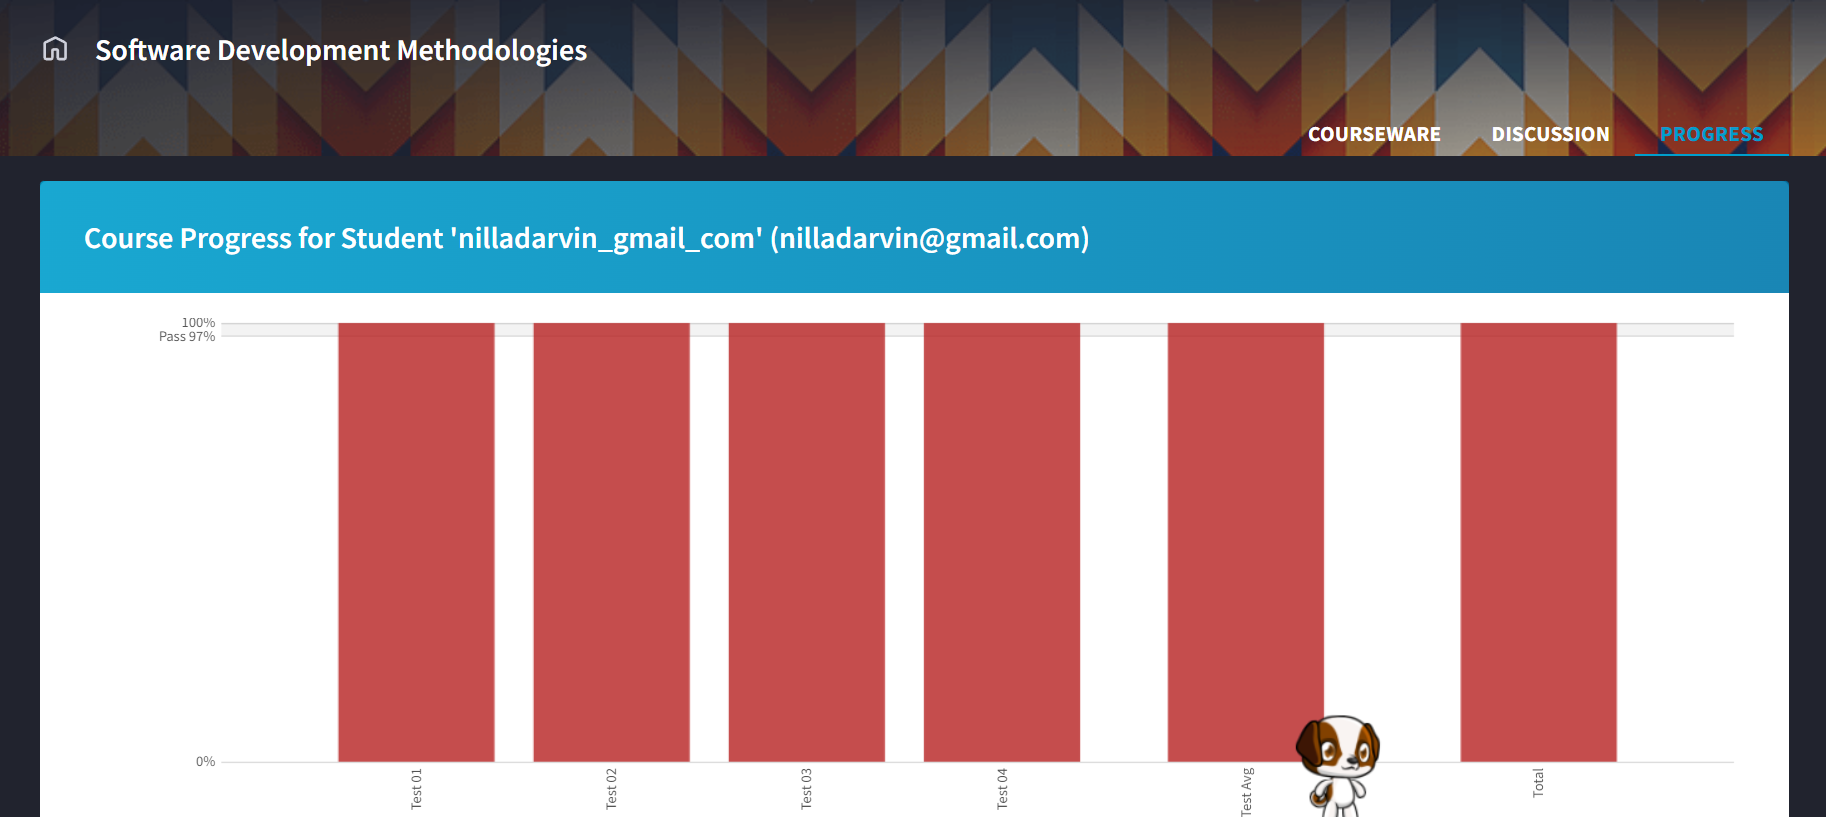 Software Development Methodologies
COURSEWARE DISCUSSION PROGRESS
Course Progress for Student 'nilladarvin_gmail_com' (nilladarvin@gmail.com)
100%
Pass 97%
0%
Test 01
Test 02
Test 03
Test 04
Test Avg
Total